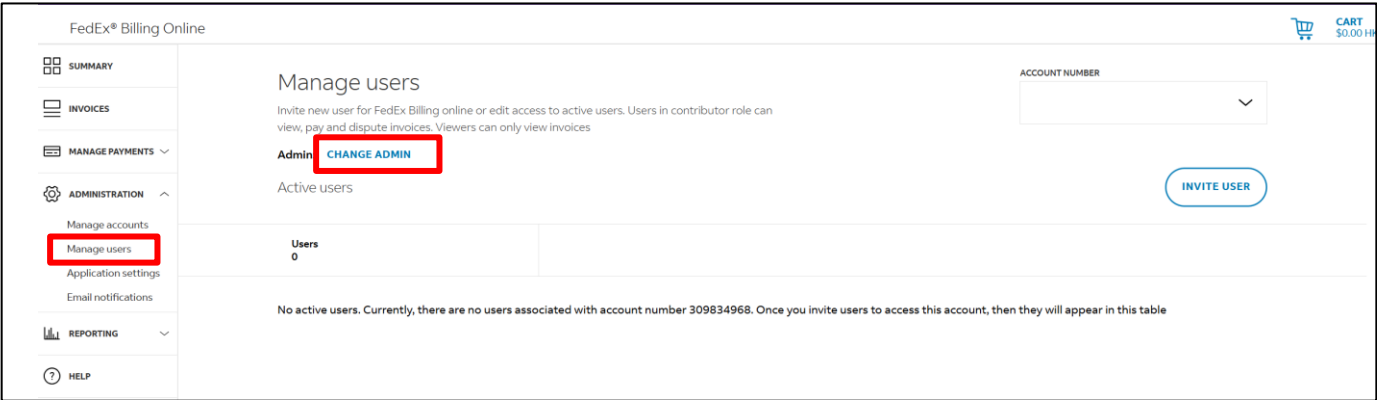 FedEx® Billing Online
CART
$0.00 HK
SUMMARY
INVOICES
MANAGE PAYMENTS
ADMINISTRATION
Manage accounts
Manage users
Application settings
Email notifications
REPORTING
HELP
Manage users
Invite new user for FedEx Billing online or edit access to active users. Users in contributor role can
view, pay and dispute invoices. Viewers can only view invoices
ACCOUNT NUMBER
Admin CHANGE ADMIN
Active users
INVITE USER
Users
0
No active users. Currently, there are no users associated with account number 309834968. Once you invite users to access this account, then they will appear in this table